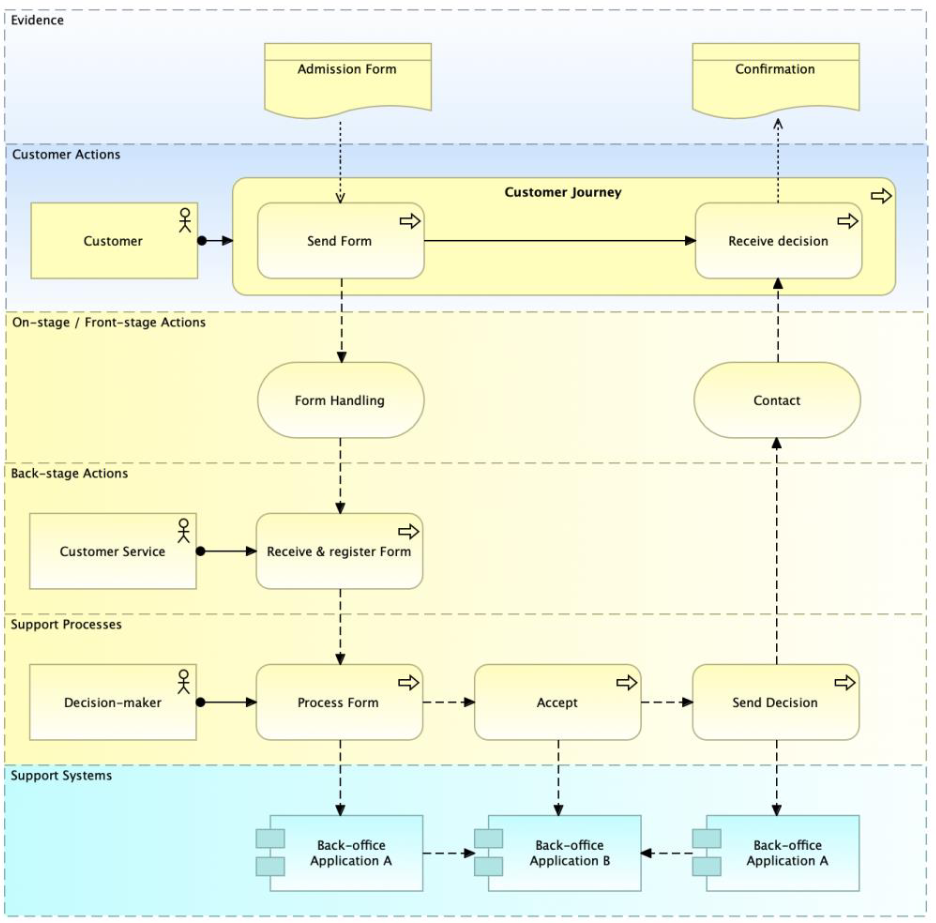 Evidence
Admission Form
Confirmation
Customer Actions
Customer Journey
Customer
Send Form
Receive decision
On-stage / Front-stage Actions
Form Handling
Contact
Back-stage Actions
Customer Service
Receive & register Form
Support Processes
Decision-maker
Process Form
Accept
Send Decision
Support Systems
Back-office
Application A
Back-office
Application B
Back-office
Application A